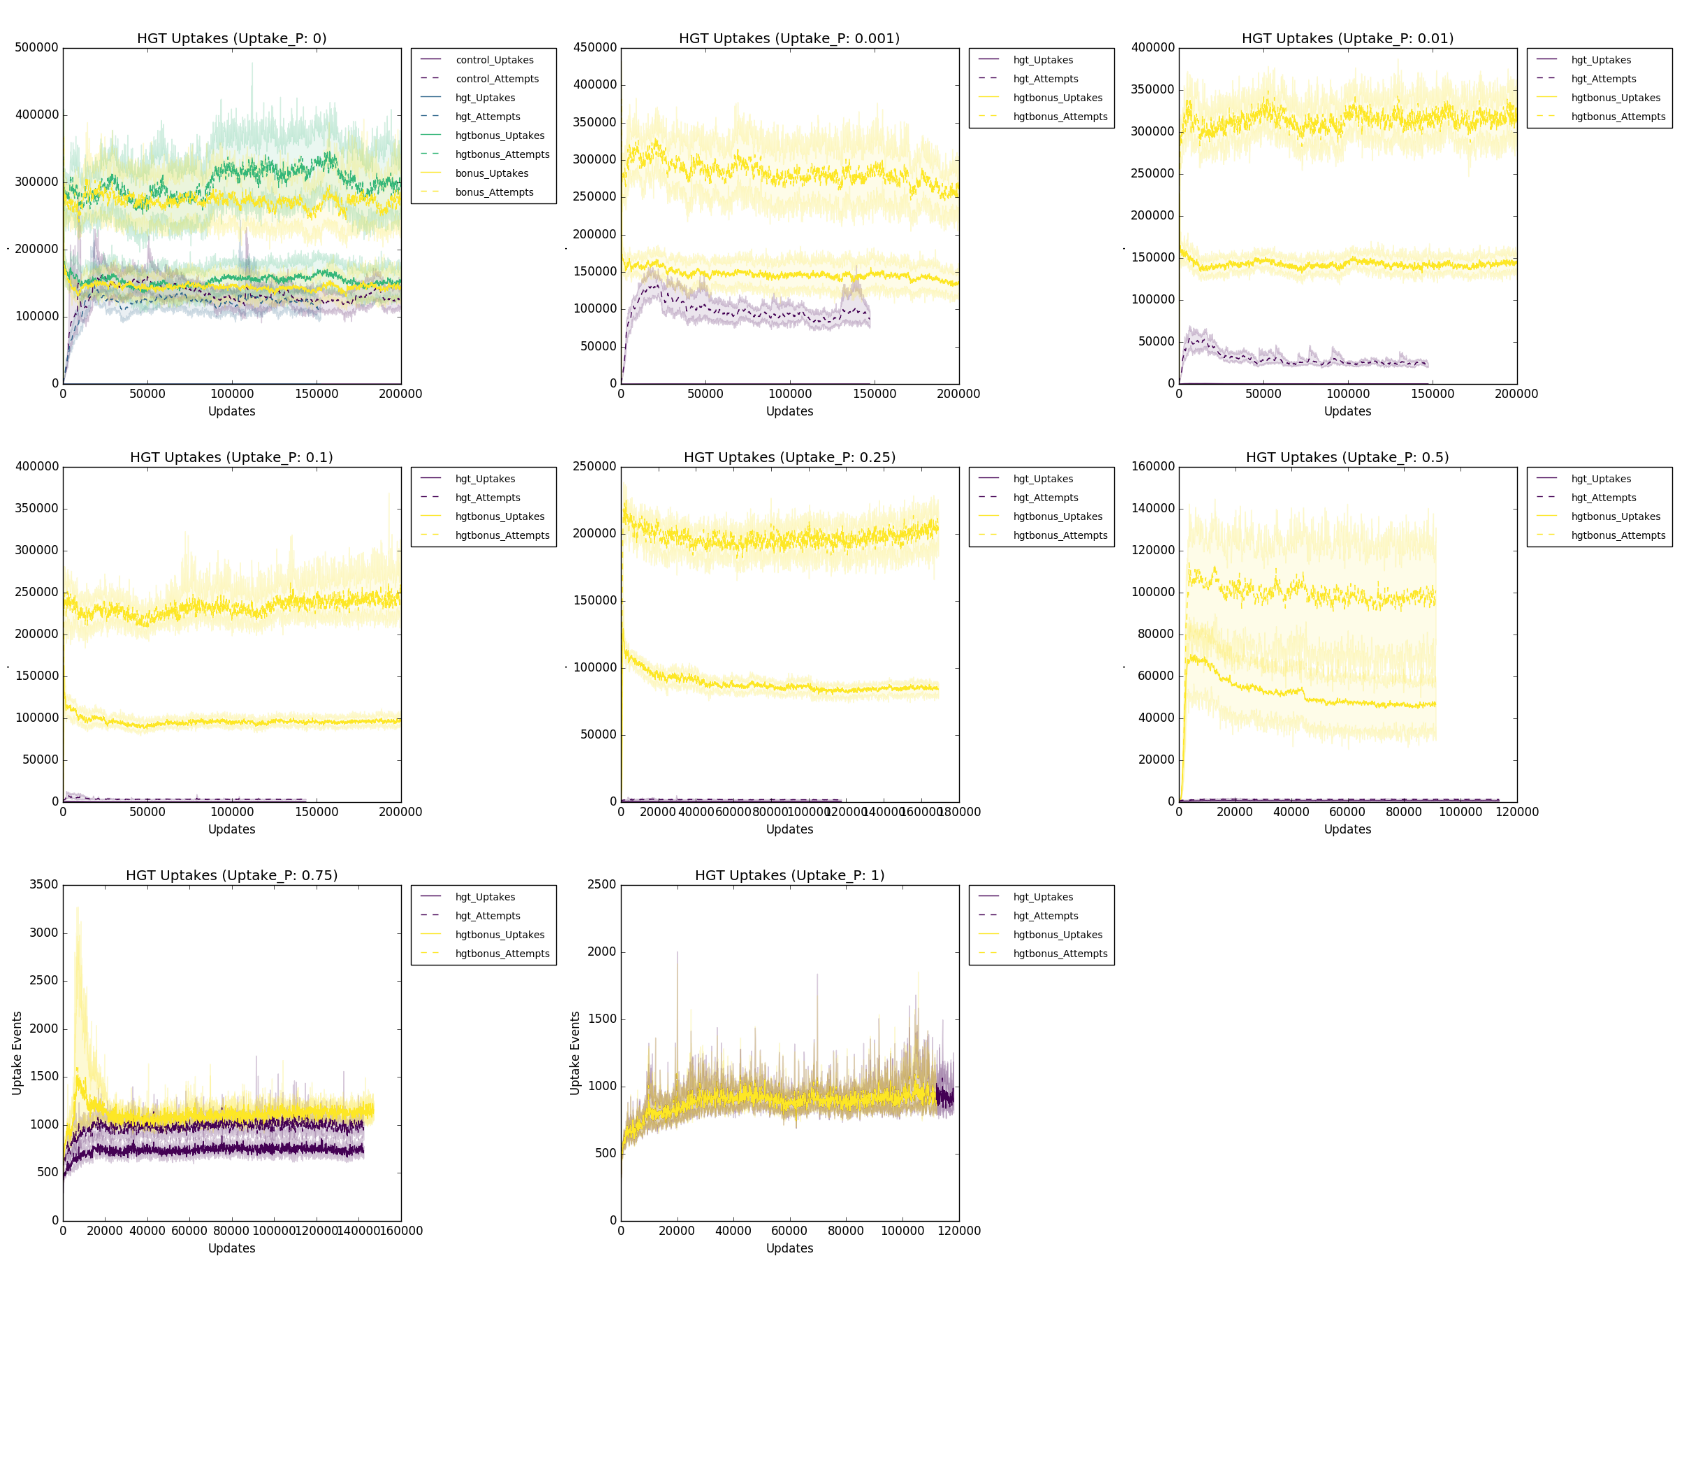 HGT Uptakes (Uptake_P: 0)
500000
400000
300000
200000
100000
0
0 50000 100000 150000 200000
Updates
control_Uptakes
control_Attempts
hgt_Uptakes
hgt_Attempts
hgtbonus_Uptakes
hgtbonus_Attempts
bonus_Uptakes
bonus_Attempts
HGT Uptakes (Uptake_P: 0.001)
450000
400000
350000
300000
250000
200000
150000
100000
50000
0
0 50000 100000 150000 200000
Updates
hgt_Uptakes
hgt_Attempts
hgtbonus_Uptakes
hgtbonus_Attempts
HGT Uptakes (Uptake_P: 0.01)
400000
350000
300000
250000
200000
150000
100000
50000
0
0 50000 100000 150000 200000
Updates
hgt_Uptakes
hgt_Attempts
hgtbonus_Uptakes
hgtbonus_Attempts
HGT Uptakes (Uptake_P: 0.1)
400000
350000
300000
250000
200000
150000
100000
50000
0
0 50000 100000 150000 200000
Updates
hgt_Uptakes
hgt_Attempts
hgtbonus_Uptakes
hgtbonus_Attempts
HGT Uptakes (Uptake_P: 0.25)
250000
200000
150000
100000
50000
0
0 20000 40000 60000 80000 100000 120000 140000 160000 180000
Updates
hgt_Uptakes
hgt_Attempts
hgtbonus_Uptakes
hgtbonus_Attempts
HGT Uptakes (Uptake_P: 0.5)
160000
140000
120000
100000
80000
60000
40000
20000
0
0 20000 40000 60000 80000 100000 120000
Updates
hgt_Uptakes
hgt_Attempts
hgtbonus_Uptakes
hgtbonus_Attempts
HGT Uptakes (Uptake_P: 0.75)
Uptake Events
3500
3000
2500
2000
1500
1000
500
0
0 20000 40000 60000 80000 100000 120000 140000 160000
Updates
hgt_Uptakes
hgt_Attempts
hgtbonus_Uptakes
hgtbonus_Attempts
HGT Uptakes (Uptake_P: 1)
Uptake Events
2500
2000
1500
1000
500
0
0 20000 40000 60000 80000 100000 120000
Updates
hgt_Uptakes
hgt_Attempts
hgtbonus_Uptakes
hgtbonus_Attempts